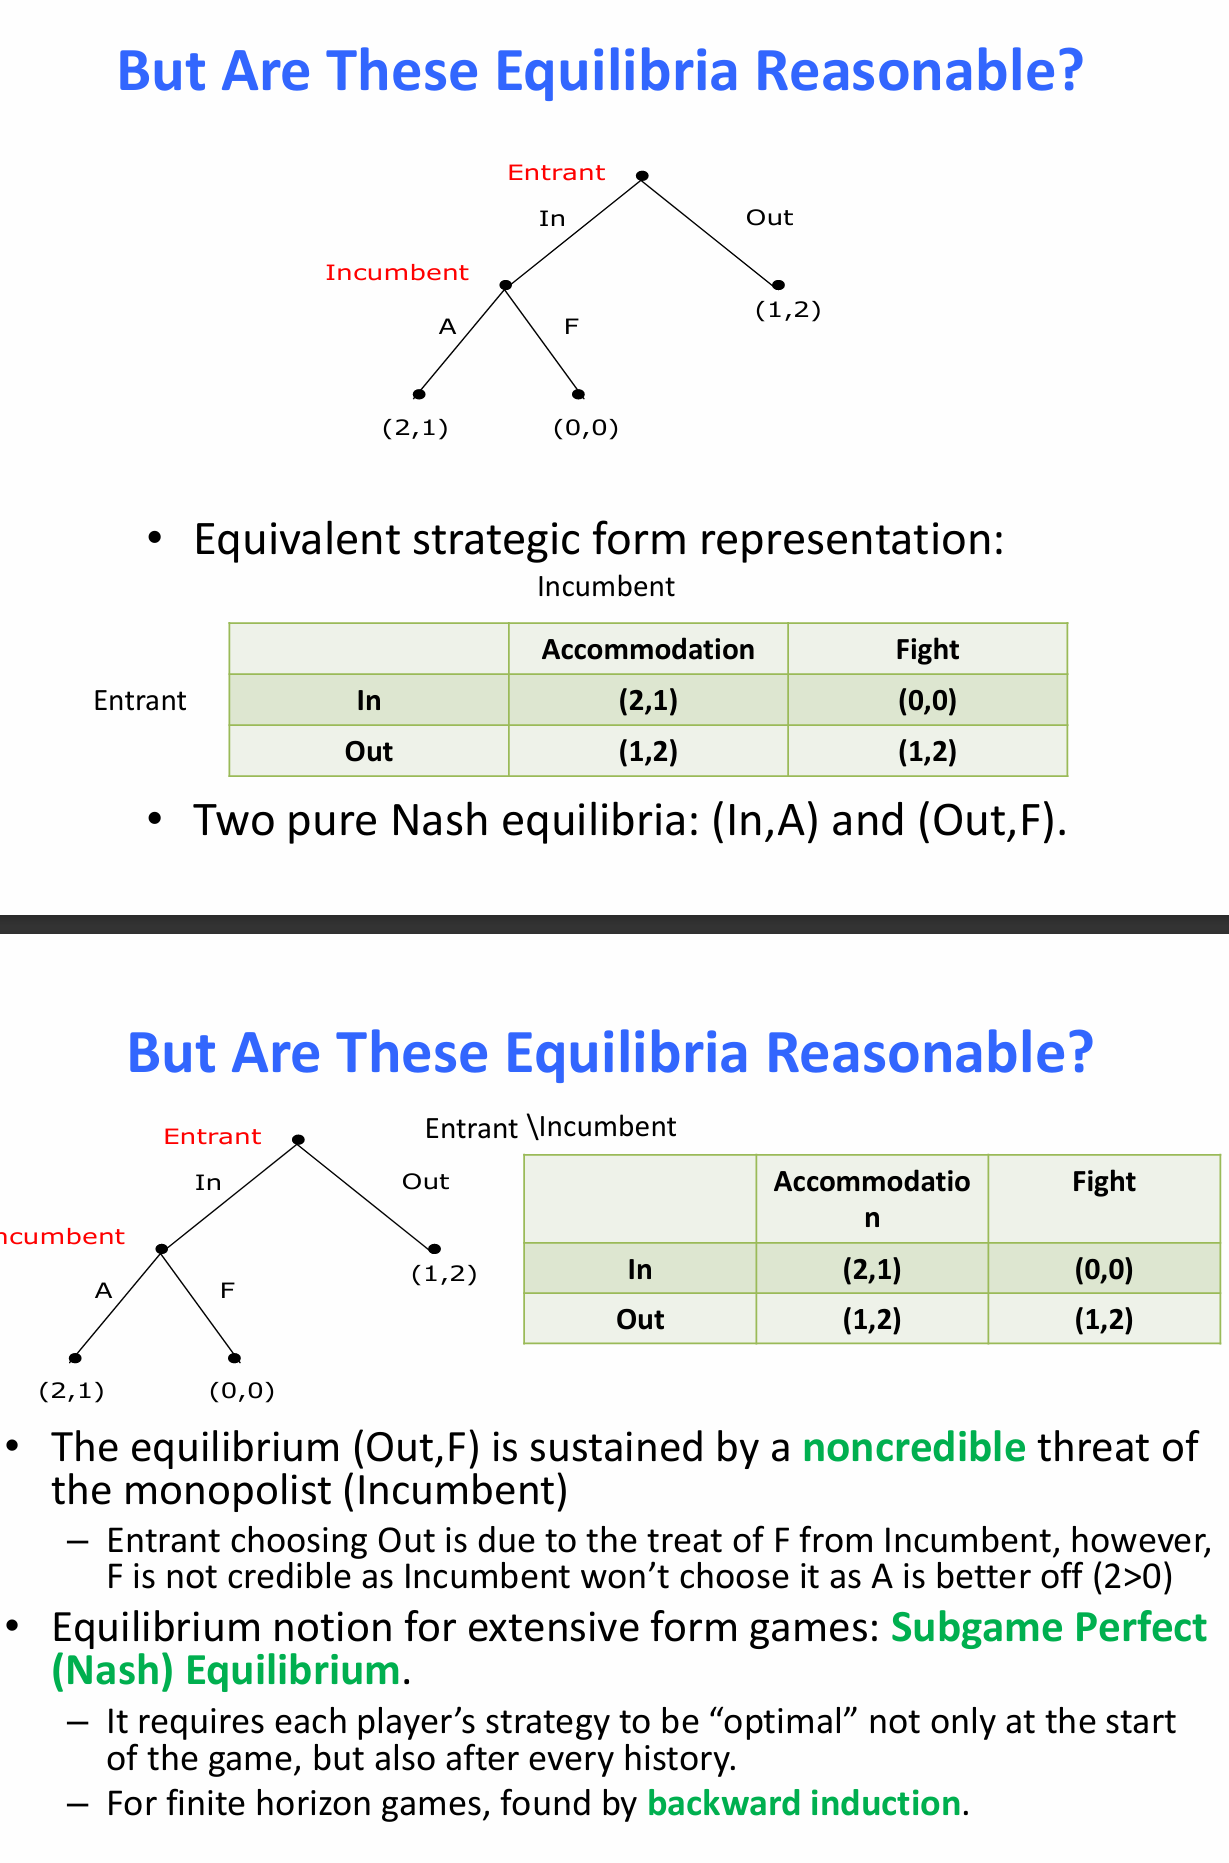 But Are These Equilibria Reasonable?
Entrant
In
Out
Incumbent
(1,2)
A
F
(2,1)
(0,0)
• Equivalent strategic form representation:
Incumbent
Accommodation
Fight
Entrant
In
(2,1)
(0,0)
Out
(1,2)
(1,2)
• Two pure Nash equilibria: (In,A) and (Out,F).
But Are These Equilibria Reasonable?
Entrant
In
Out
ncumbent
(1,2)
A
F
(2,1)
(0,0)
Entrant \Incumbent
Accommodatio
n
Fight
In
(2,1)
(0,0)
Out
(1,2)
(1,2)
• The equilibrium (Out,F) is sustained by a noncredible threat of
the monopolist (Incumbent)
– Entrant choosing Out is due to the treat of F from Incumbent, however,
F is not credible as Incumbent won’t choose it as A is better off (2>0)
• Equilibrium notion for extensive form games: Subgame Perfect
(Nash) Equilibrium.
– It requires each player’s strategy to be “optimal” not only at the start
of the game, but also after every history.
– For finite horizon games, found by backward induction.